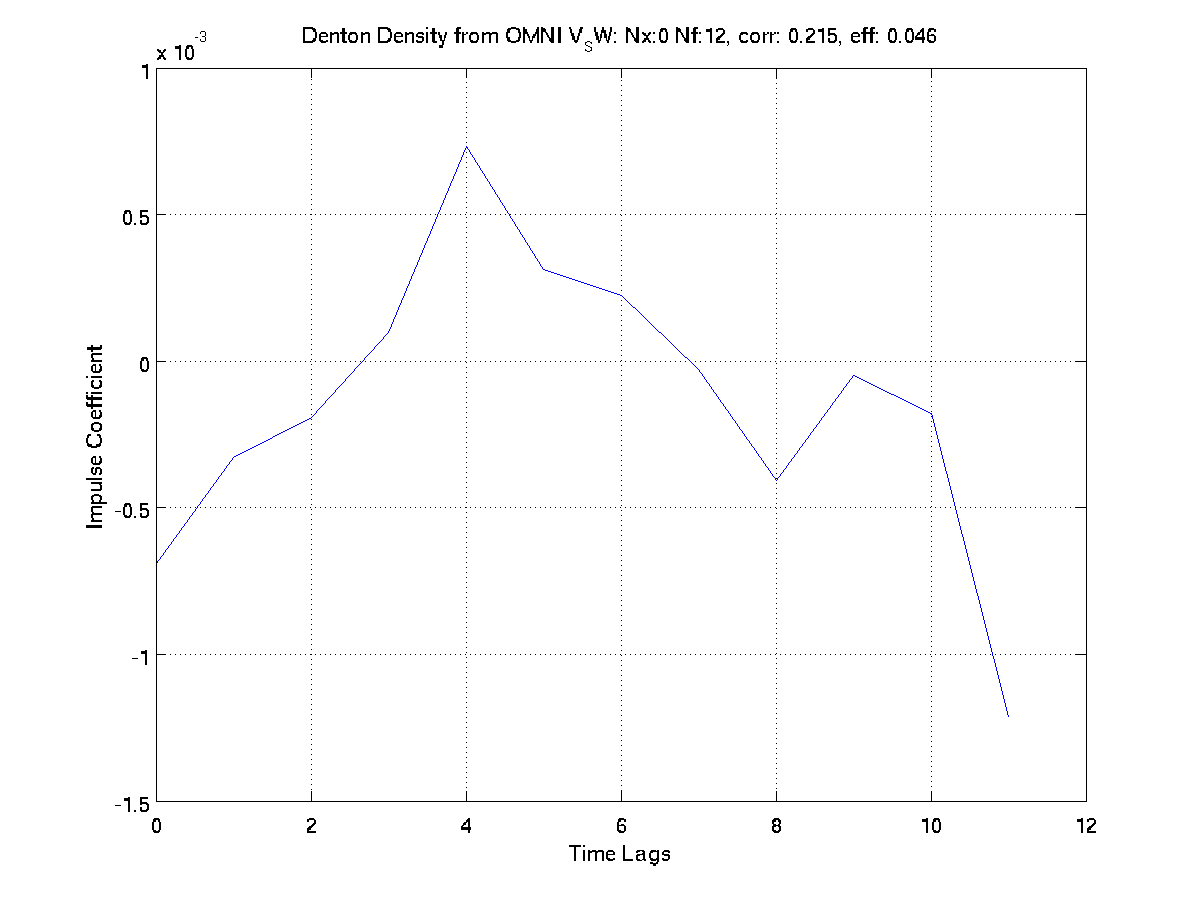 Denton Density from OMNI V_SW: Nx:0 Nf:12, corr: 0.215, eff: 0.046
x 10^-3
1
0.5
0
-0.5
-1
-1.5
Impulse Coefficient
0 2 4 6 8 10 12
Time Lags